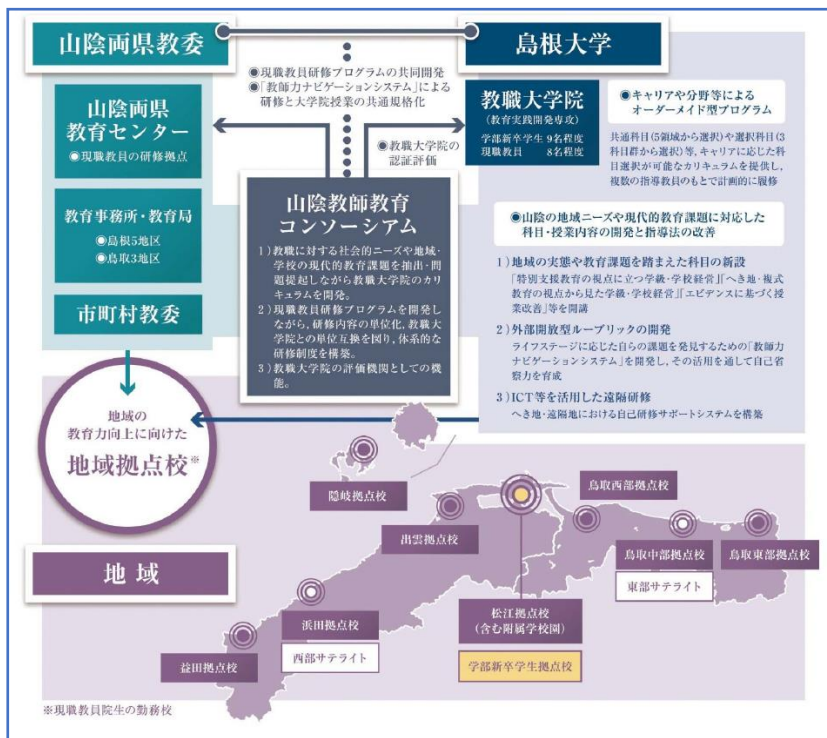 山陰両県教委
島根大学
◉現職教員研修プログラムの共同開発
◉「教師力ナビゲーションシステム」による
研修と大学院授業の共通規格化
山陰両県
教育センター
◉現職教員の研修拠点
教育事務所・教育局
◉島根5地区
◉鳥取3地区
市町村教委
◉教職大学院の
認証評価
山陰教師教育
コンソーシアム
1）教職に対する社会的ニーズや地域・
学校の現代的教育課題を抽出・問
題提起しながら教職大学院のカリ
キュラムを開発。
2）現職教員研修プログラムを開発し
ながら、研修内容の単位化、教職大
学院との単位互換を図り、体系的な
研修制度を構築。
3）教職大学院の評価機関としての機
能。
教職大学院
（教育実践開発専攻）
学部新卒学生 9名程度
現職教員 8名程度
◉キャリアや分野等による
オーダーメイド型プログラム
共通科目（5領域から選択）や選択科目（3
科目群から選択）等、キャリアに応じた科
目選択が可能なカリキュラムを提供し、
複数の指導教員のもとで計画的に履修
◉山陰の地域ニーズや現代的教育課題に対応した
科目・授業内容の開発と指導法の改善
1）地域の実態や教育課題を踏まえた科目の新設
「特別支援教育の視点に立つ学級・学校経営」「へき地・複式
教育の視点から見た学級・学校経営」「エビデンスに基づく授
業改善」等を開講
2）外部開放型ルーブリックの開発
ライフステージに応じた自らの課題を発見するための「教師力
ナビゲーションシステム」を開発し、その活用を通して自己省
察力を育成
3）ICT等を活用した遠隔研修
へき地・遠隔地における自己研修サポートシステムを構築
地域の
教育力向上に向けた
地域拠点校※
地域
隠岐拠点校
出雲拠点校
鳥取西部拠点校
鳥取中部拠点校
東部サテライト
鳥取東部拠点校
浜田拠点校
西部サテライト
松江拠点校
（含む附属学校園）
学部新卒学生拠点校
益田拠点校
※現職教員院生の勤務校